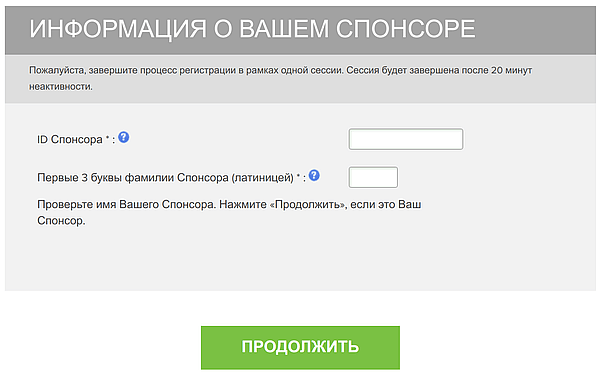 ИНФОРМАЦИЯ О ВАШЕМ СПОНСОРЕ
Пожалуйста, завершите процесс регистрации в рамках одной сессии. Сессия будет завершена после 20 минут
неактивности.
ID Спонсора * : ?
Первые 3 буквы фамилии Спонсора (латиницей) * : ?
Проверьте имя Вашего Спонсора. Нажмите «Продолжить», если это Ваш
Спонсор.
ПРОДОЛЖИТЬ